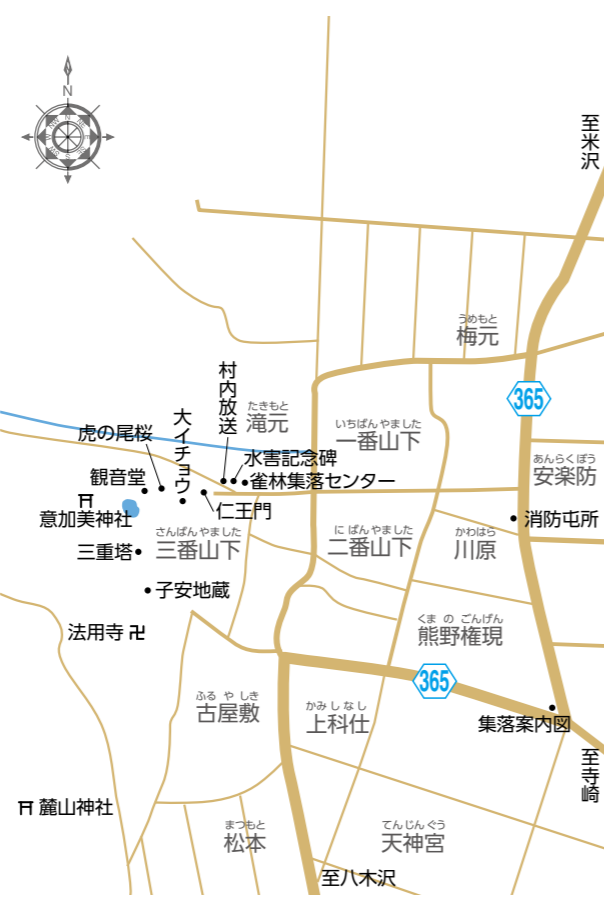 N
至米沢
うめもと
梅元
365
村内放送
たきもと
滝元
大イチョウ
いちばんやました
一番山下
虎の尾桜
水害記念碑
あんらくぼう
安楽防
観音堂
雀林集落センター
仁王門
意加美神社
消防屯所
さんばんやました
三番山下
にばんやました
二番山下
かわはら
川原
三重塔
子安地蔵
法用寺 卍
くまのごんげん
熊野権現
365
ふるやしき
古屋敷
かみしなし
上科仕
集落案内図
至寺崎
麓山神社
まつもと
松本
てんじんぐう
天神宮
至八木沢